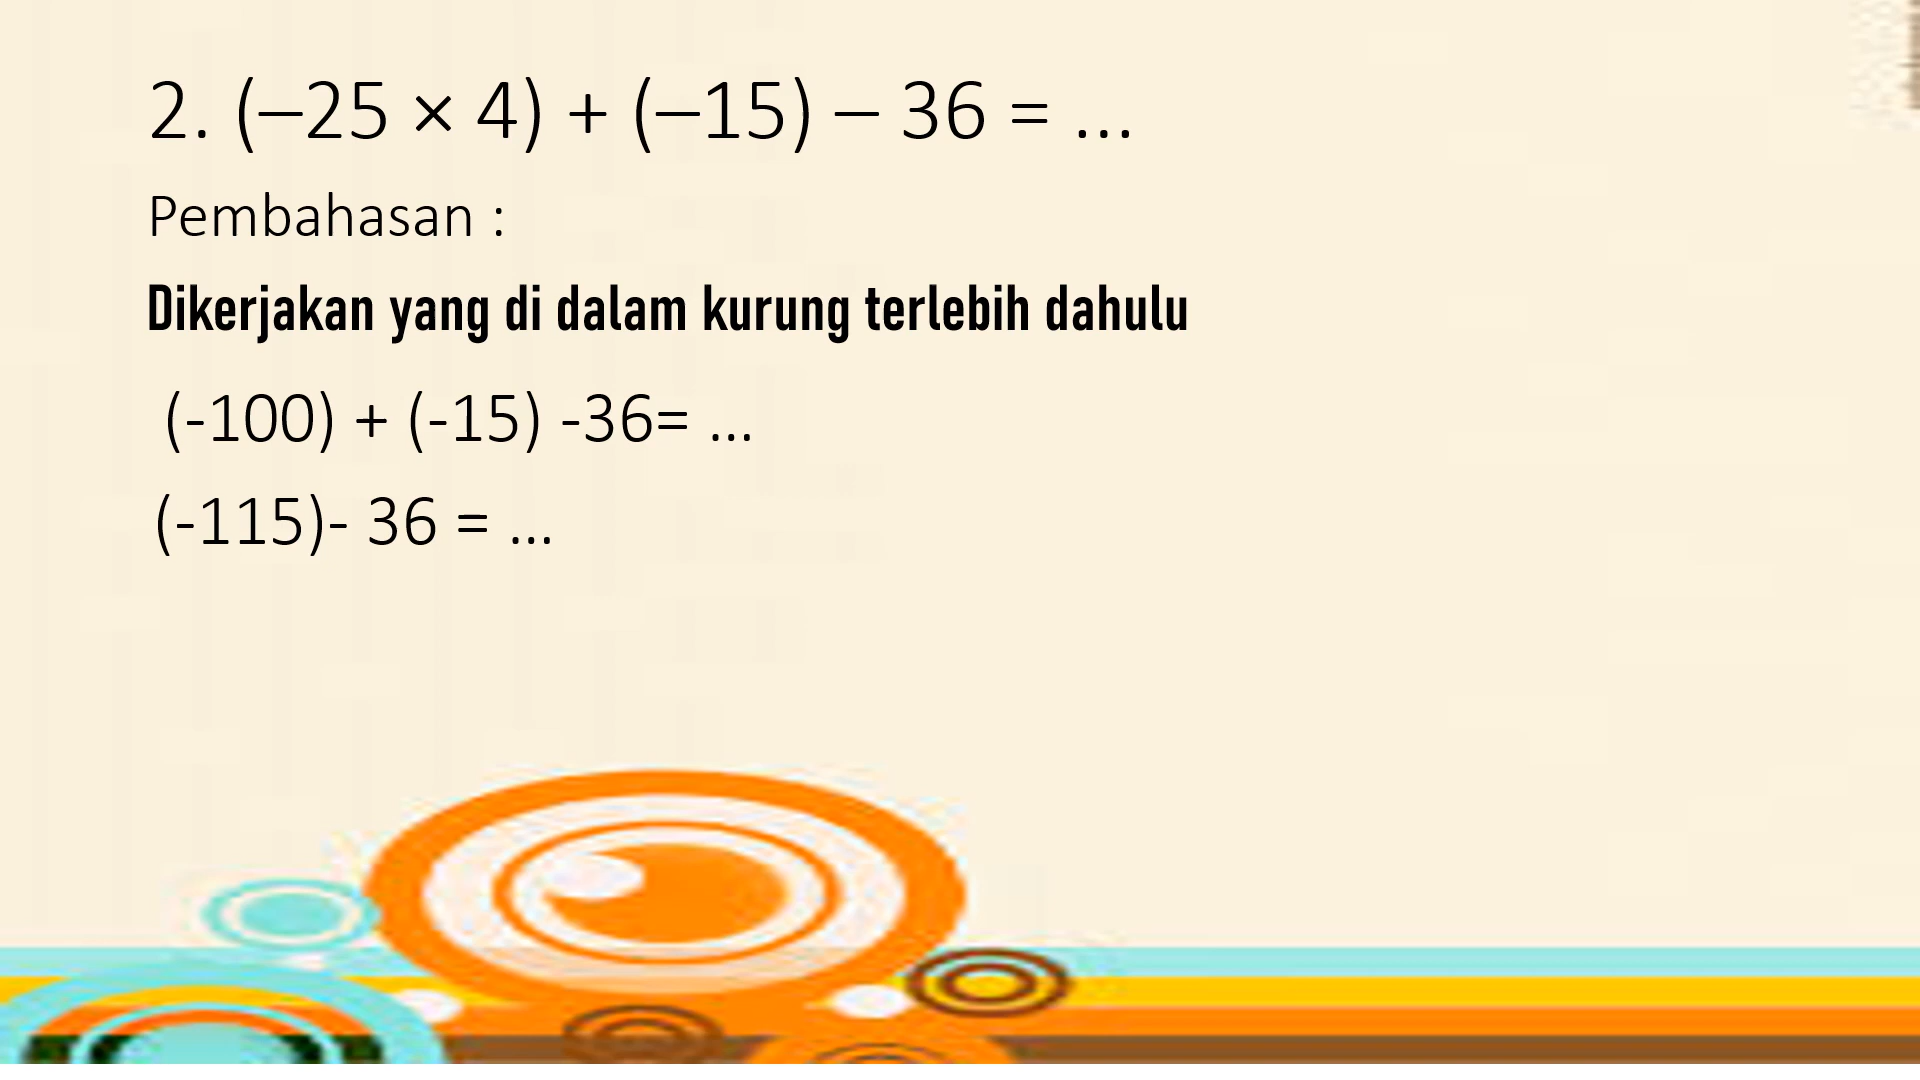 2. (–25 × 4) + (–15) – 36 = ...
Pembahasan :
Dikerjakan yang di dalam kurung terlebih dahulu
(-100) + (-15) -36= ...
(-115)- 36 = ...